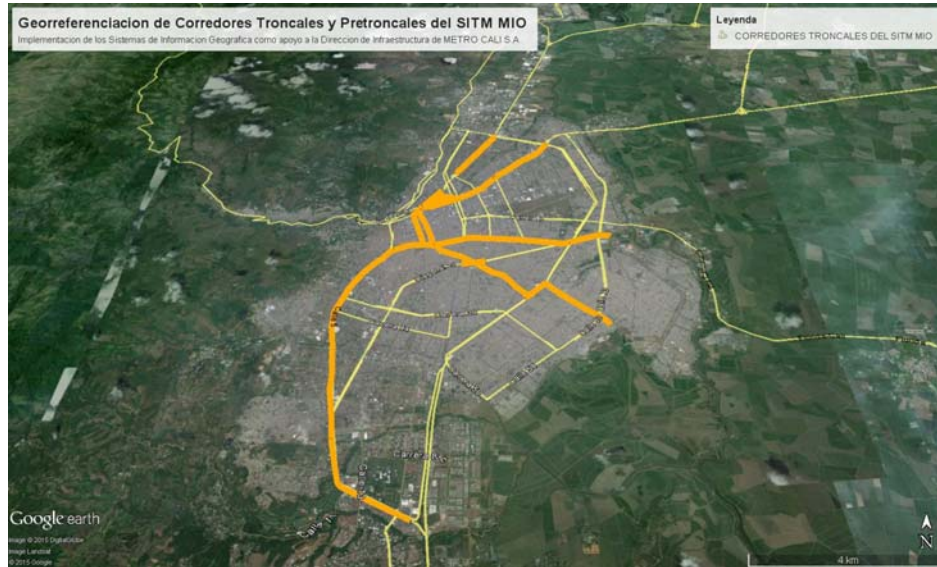 Georreferenciacion de Corredores Troncales y Pretroncales del SITM MIO
Implementacion de los Sistemas de Informacion Geografica como apoyo a la Direccion de Infraestructura de METRO CALI S.A.
Leyenda
CORREDORES TRONCALES DEL SITM MIO
Google earth
Image © 2015 DigitalGlobe
Image Landsat
© 2015 Google
N
4 km